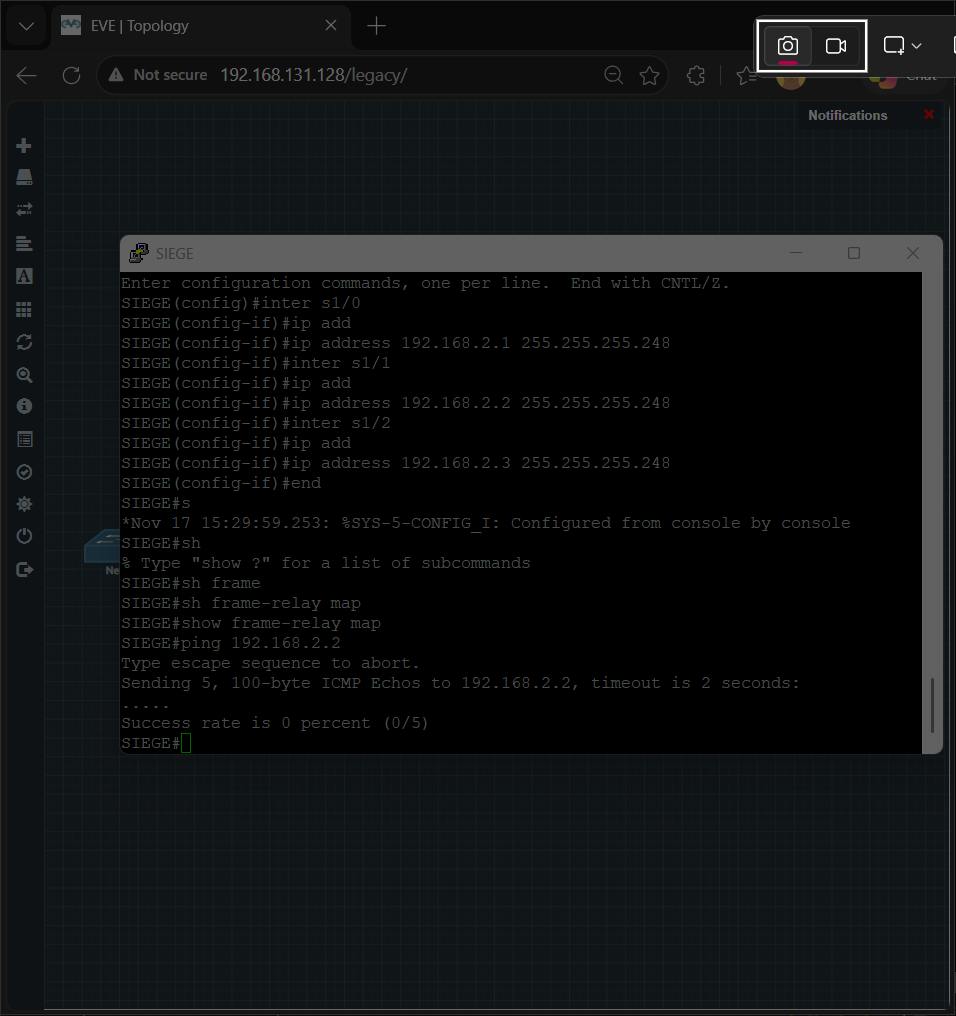 EVE | Topology
Not secure 192.168.131.128/legacy/
Notifications
SIEGE
Enter configuration commands, one per line.  End with CNTL/Z.
SIEGE(config)#inter s1/0
SIEGE(config-if)#ip add
SIEGE(config-if)#ip address 192.168.2.1 255.255.255.248
SIEGE(config-if)#inter s1/1
SIEGE(config-if)#ip add
SIEGE(config-if)#ip address 192.168.2.2 255.255.255.248
SIEGE(config-if)#inter s1/2
SIEGE(config-if)#ip add
SIEGE(config-if)#ip address 192.168.2.3 255.255.255.248
SIEGE(config-if)#end
SIEGE#s
*Nov 17 15:29:59.253: %SYS-5-CONFIG_I: Configured from console by console
SIEGE#sh
% Type "show ?" for a list of subcommands
SIEGE#sh frame
SIEGE#sh frame-relay map
SIEGE#show frame-relay map
SIEGE#ping 192.168.2.2
Type escape sequence to abort.
Sending 5, 100-byte ICMP Echos to 192.168.2.2, timeout is 2 seconds:
.....
Success rate is 0 percent (0/5)
SIEGE#
Ne